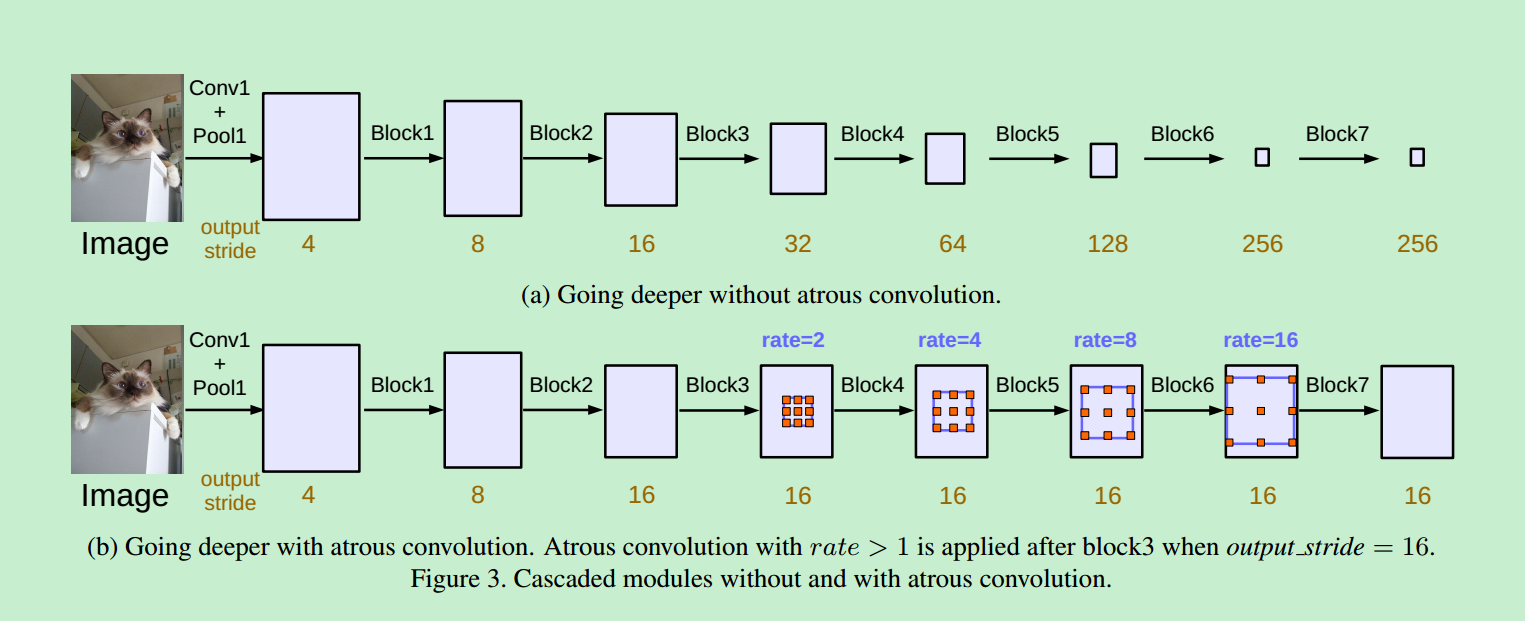 Conv1
+
Pool1
Block1
Block2
Block3
Block4
Block5
Block6
Block7
Image
output
stride
4
8
16
32
64
128
256
256
(a) Going deeper without atrous convolution.
rate=2
rate=4
rate=8
rate=16
Conv1
+
Pool1
Block1
Block2
Block3
Block4
Block5
Block6
Block7
Image
output
stride
4
8
16
16
16
16
16
16
(b) Going deeper with atrous convolution. Atrous convolution with rate > 1 is applied after block3 when output_stride = 16.
Figure 3. Cascaded modules without and with atrous convolution.